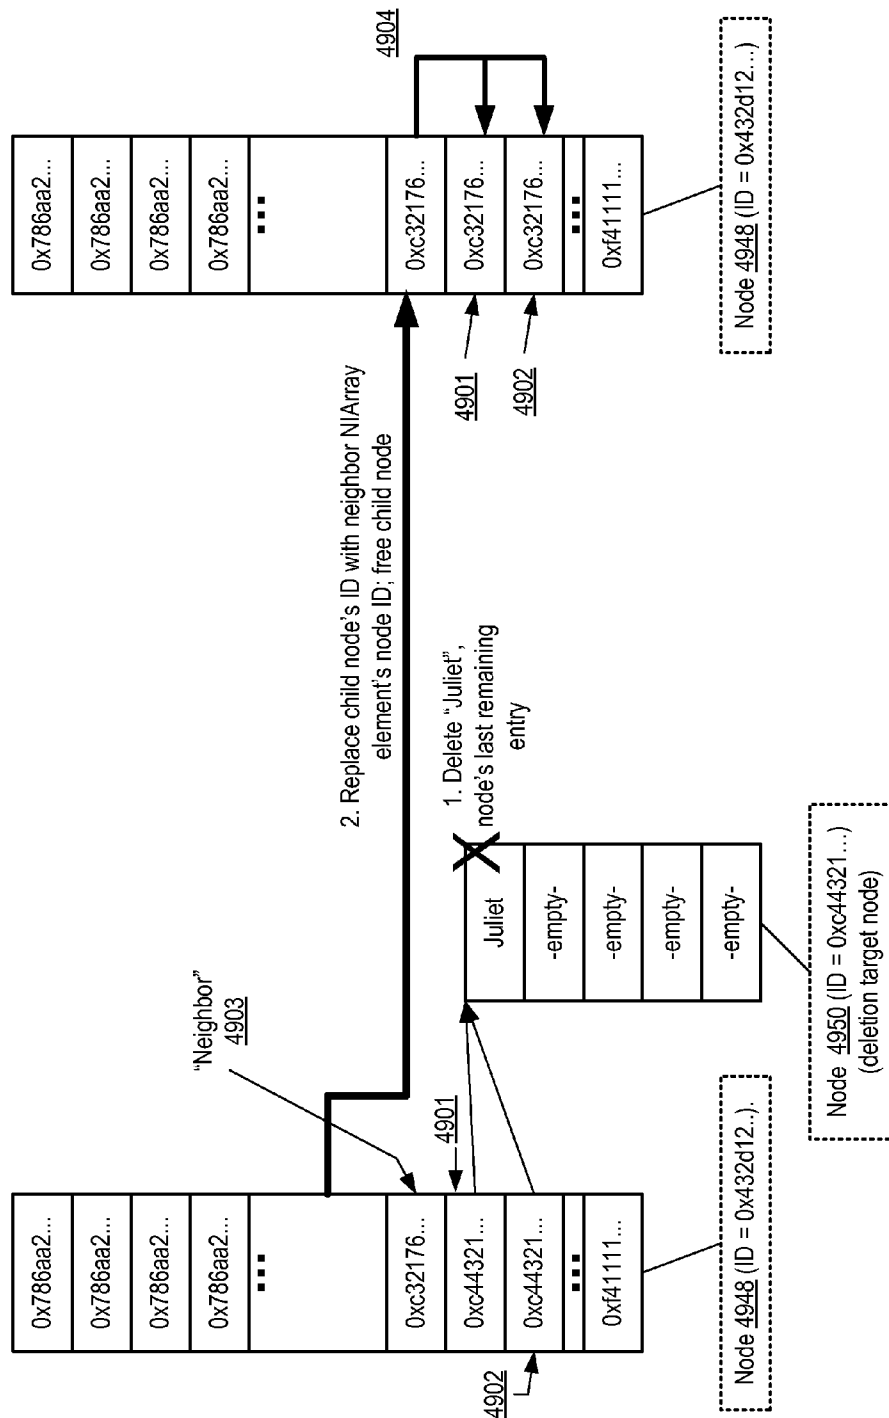 0x786aa2...
0x786aa2...
0x786aa2...
0x786aa2...
...
0xc32176...
0xc44321...
0xc44321...
...
0xf41111...
4902
4901
"Neighbor"
4903
Node 4948 (ID = 0x432d12..).
Juliet
-empty-
-empty-
-empty-
-empty-
Node 4950 (ID = 0xc44321...)
(deletion target node)
1. Delete "Juliet",
node's last remaining
entry
2. Replace child node's ID with neighbor NIArray
element's node ID; free child node
0x786aa2...
0x786aa2...
0x786aa2...
0x786aa2...
...
0xc32176...
0xc32176...
0xc32176...
...
0xf41111...
4901
4902
4904
Node 4948 (ID = 0x432d12...)